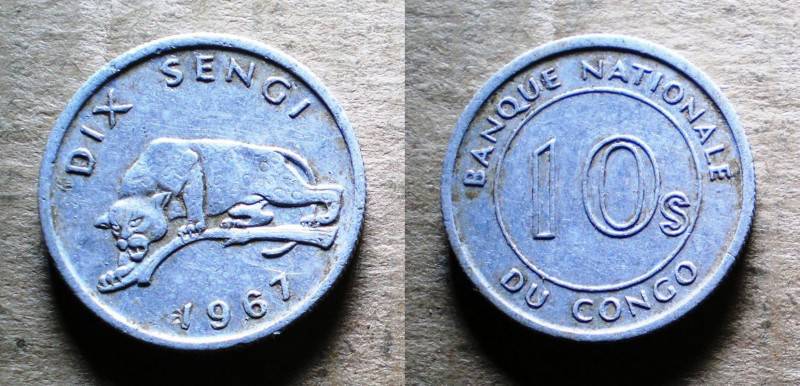 DIX SENGI
1967
BANQUE NATIONALE
10s
DU CONGO